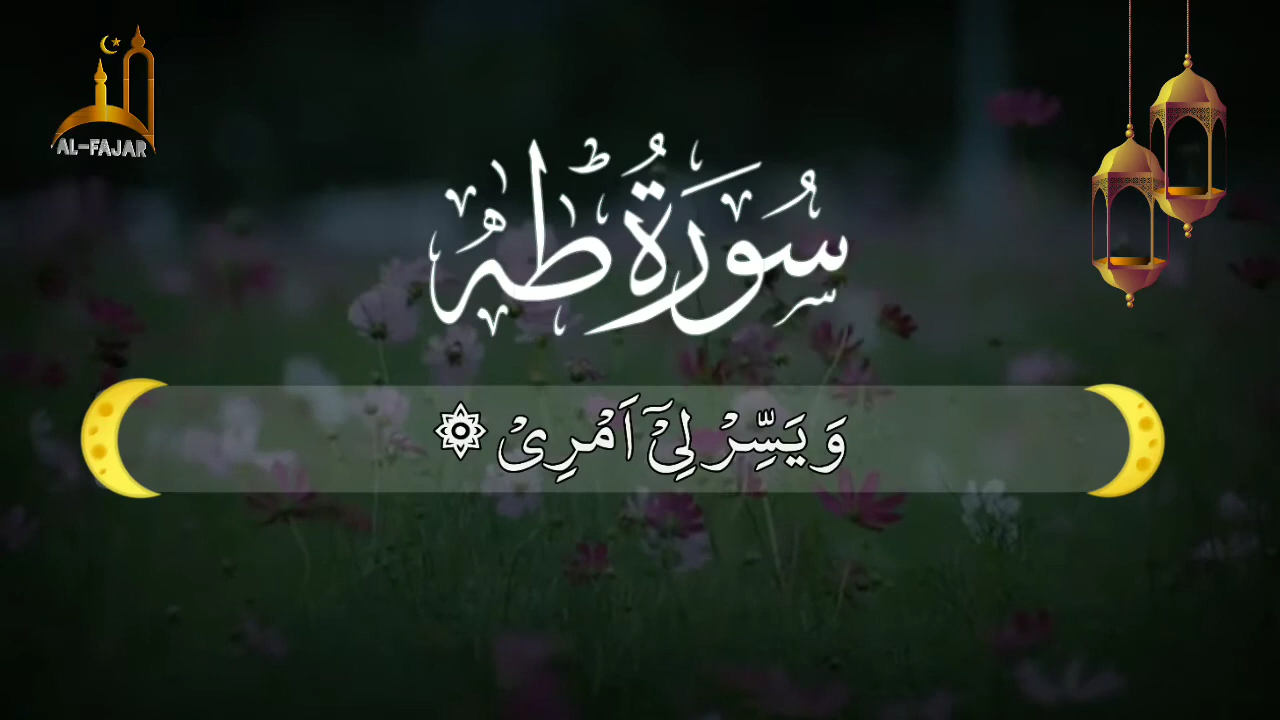 AL-FAJAR
سُورَةُ طٰهٰ
وَ یَسِّرْ لِیْۤ اَمْرِیْ ۞